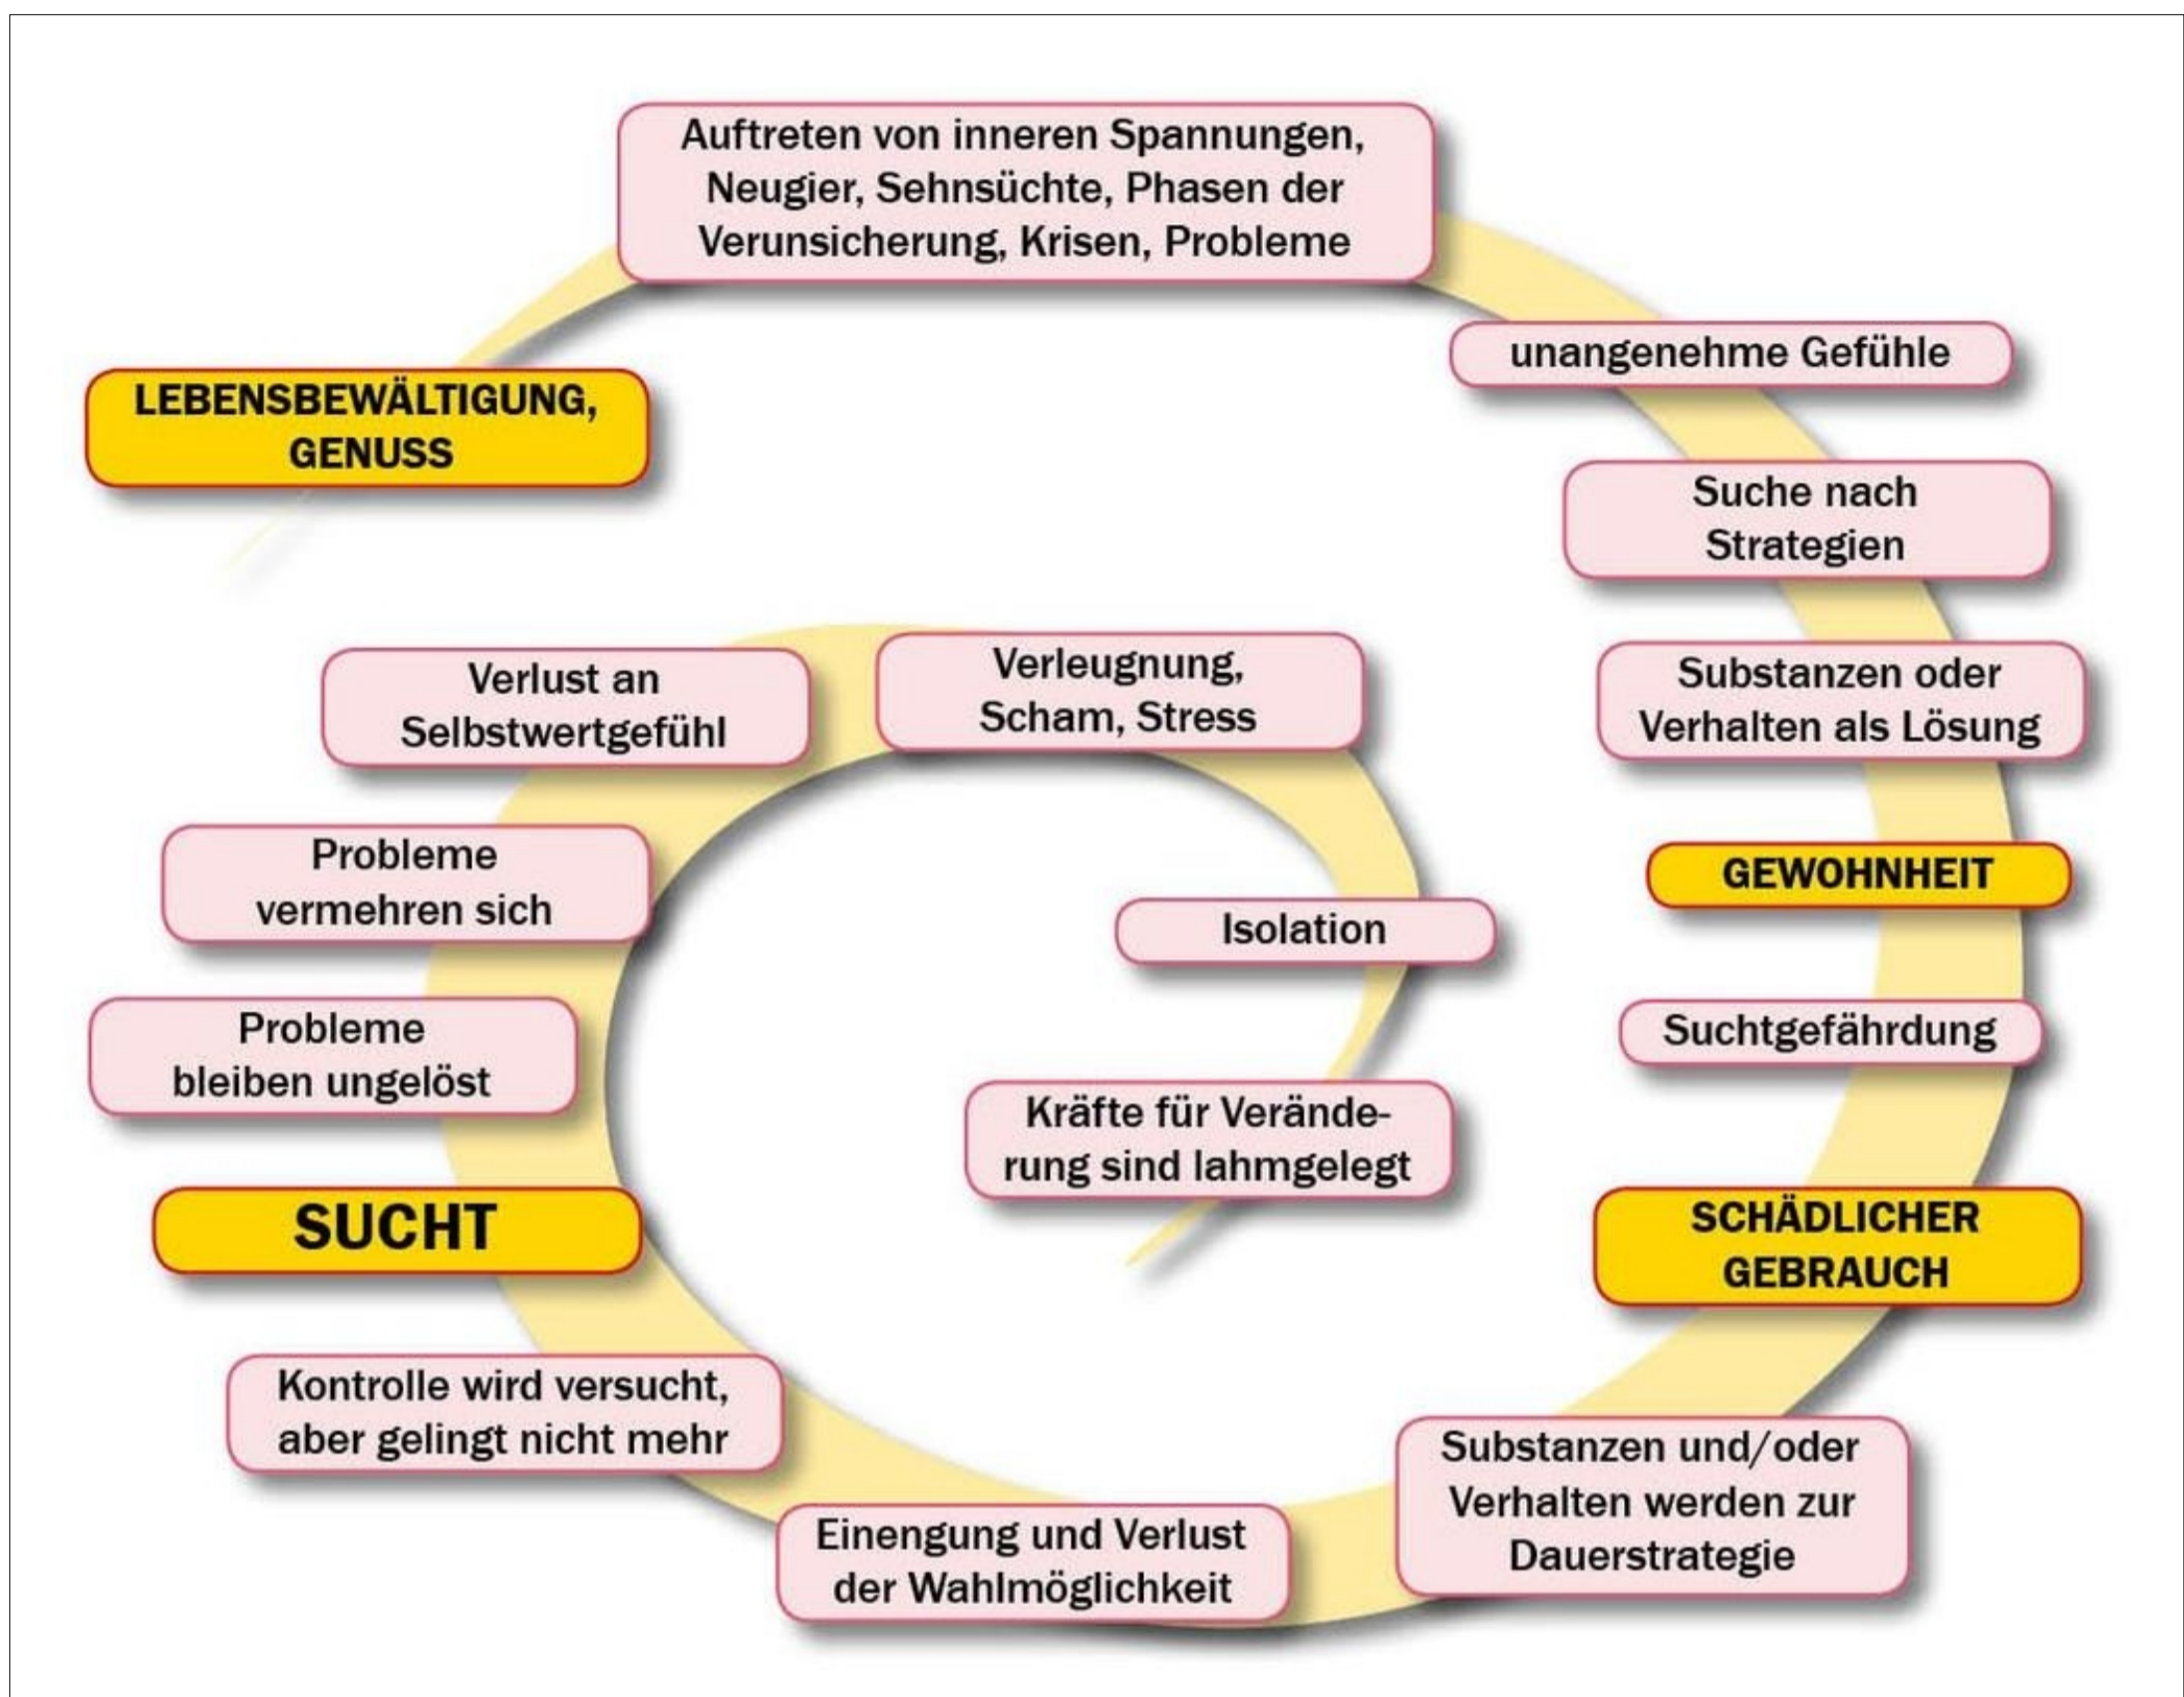 Auftreten von inneren Spannungen,
Neugier, Sehnsüchte, Phasen der
Verunsicherung, Krisen, Probleme
unangenehme Gefühle
LEBENSBEWÄLTIGUNG,
GENUSS
Suche nach
Strategien
Substanzen oder
Verhalten als Lösung
Verlust an
Selbstwertgefühl
Verleugnung,
Scham, Stress
GEWOHNHEIT
Probleme
vermehren sich
Isolation
Suchtgefährdung
Probleme
bleiben ungelöst
Kräfte für Verände-
rung sind lahmgelegt
SUCHT
SCHÄDLICHER
GEBRAUCH
Kontrolle wird versucht,
aber gelingt nicht mehr
Substanzen und/oder
Verhalten werden zur
Dauerstrategie
Einengung und Verlust
der Wahlmöglichkeit